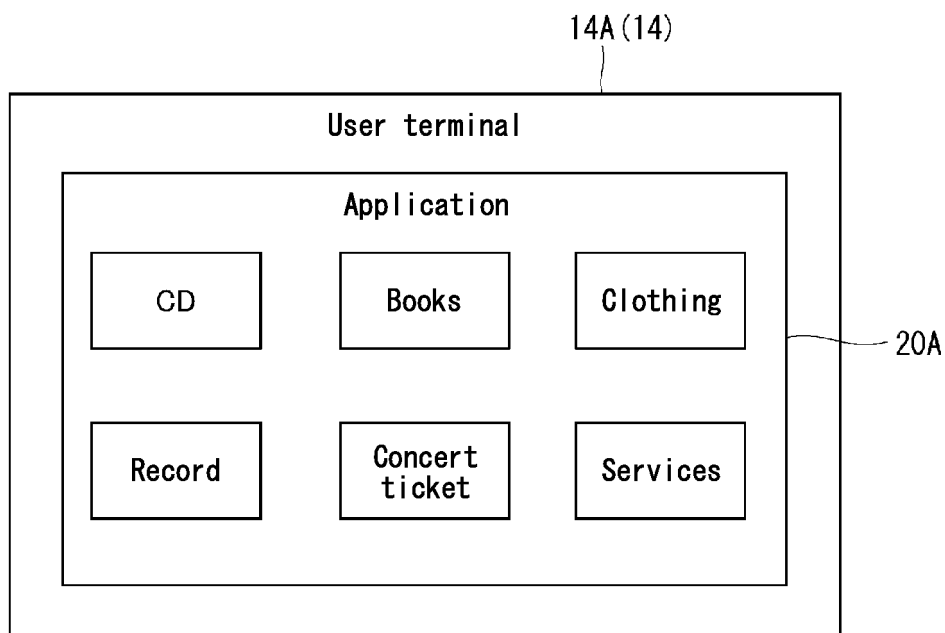 14A(14)
User terminal
Application
CD
Books
Clothing
20A
Record
Concert
ticket
Services